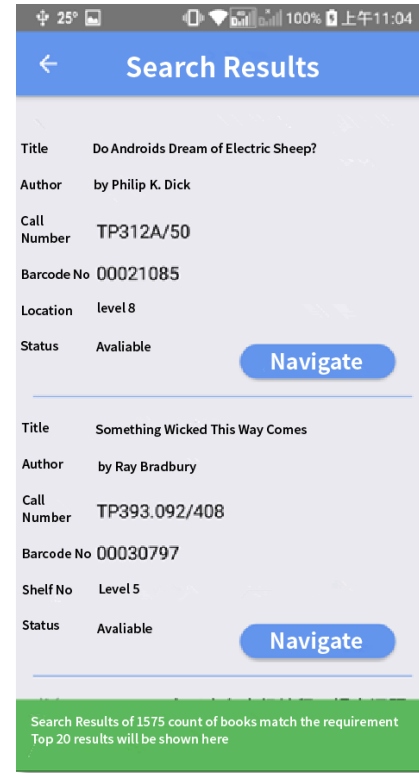 25° 100% 上午11:04
Search Results
Title Do Androids Dream of Electric Sheep?
Author by Philip K. Dick
Call
Number TP312A/50
Barcode No 00021085
Location level 8
Status Avaliable
Navigate
Title Something Wicked This Way Comes
Author by Ray Bradbury
Call
Number TP393.092/408
Barcode No 00030797
Shelf No Level 5
Status Avaliable
Navigate
Search Results of 1575 count of books match the requirement
Top 20 results will be shown here